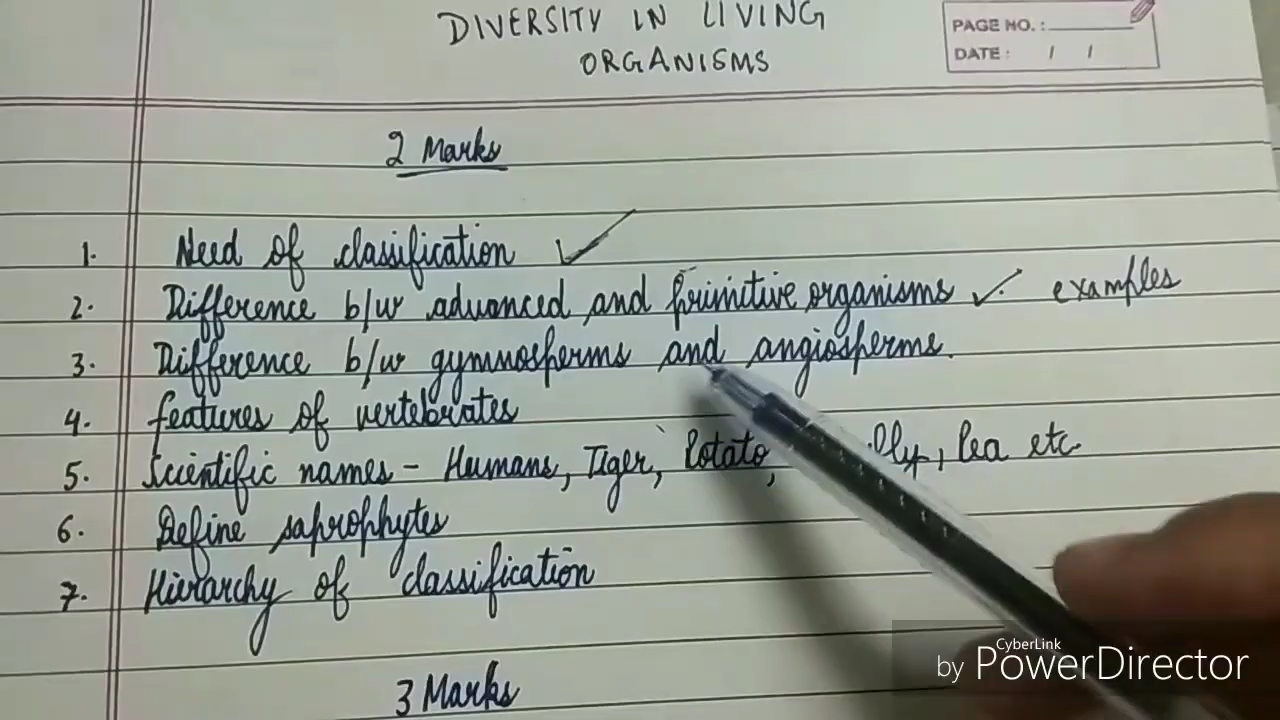 DIVERSITY IN LIVING
ORGANISMS
PAGE NO.:
DATE: / /
2 Marks
1. Need of classification
2. Difference b/w advanced and primitive organisms examples
3. Difference b/w gymnosperms and angiosperms.
4. features of vertebrates
5. Scientific names - Humans, Tiger, Potato, Pea etc
6. Define saprophytes
7. Hierarchy of classification
3 Marks
CyberLink
by PowerDirector